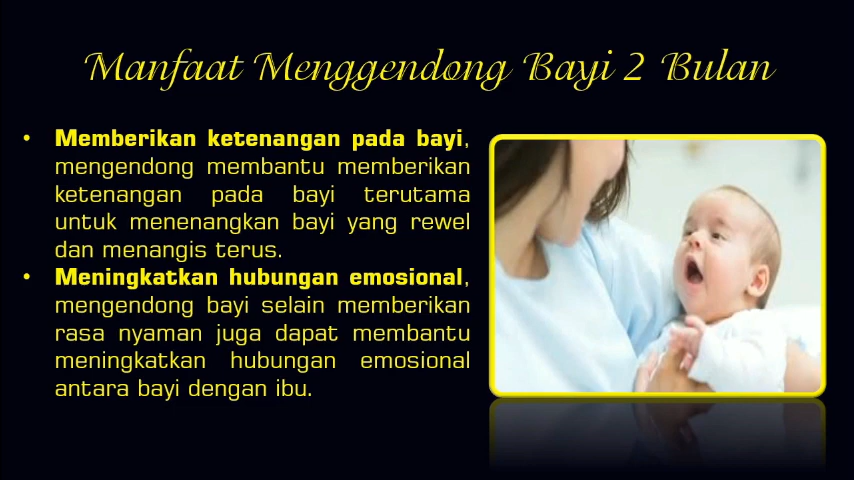 Manfaat Menggendong Bayi 2 Bulan
• Memberikan ketenangan pada bayi,
mengendong membantu memberikan
ketenangan pada bayi terutama
untuk menenangkan bayi yang rewel
dan menangis terus.
• Meningkatkan hubungan emosional,
mengendong bayi selain memberikan
rasa nyaman juga dapat membantu
meningkatkan hubungan emosional
antara bayi dengan ibu.